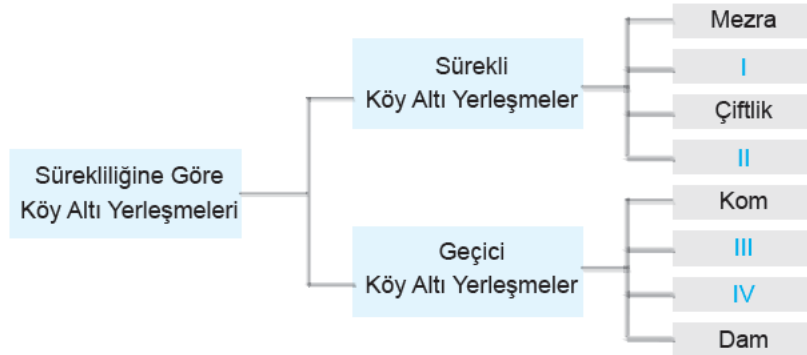 Sürekliliğine Göre
Köy Altı Yerleşmeleri
Sürekli
Köy Altı Yerleşmeler
Mezra
I
Çiftlik
II
Geçici
Köy Altı Yerleşmeler
Kom
III
IV
Dam